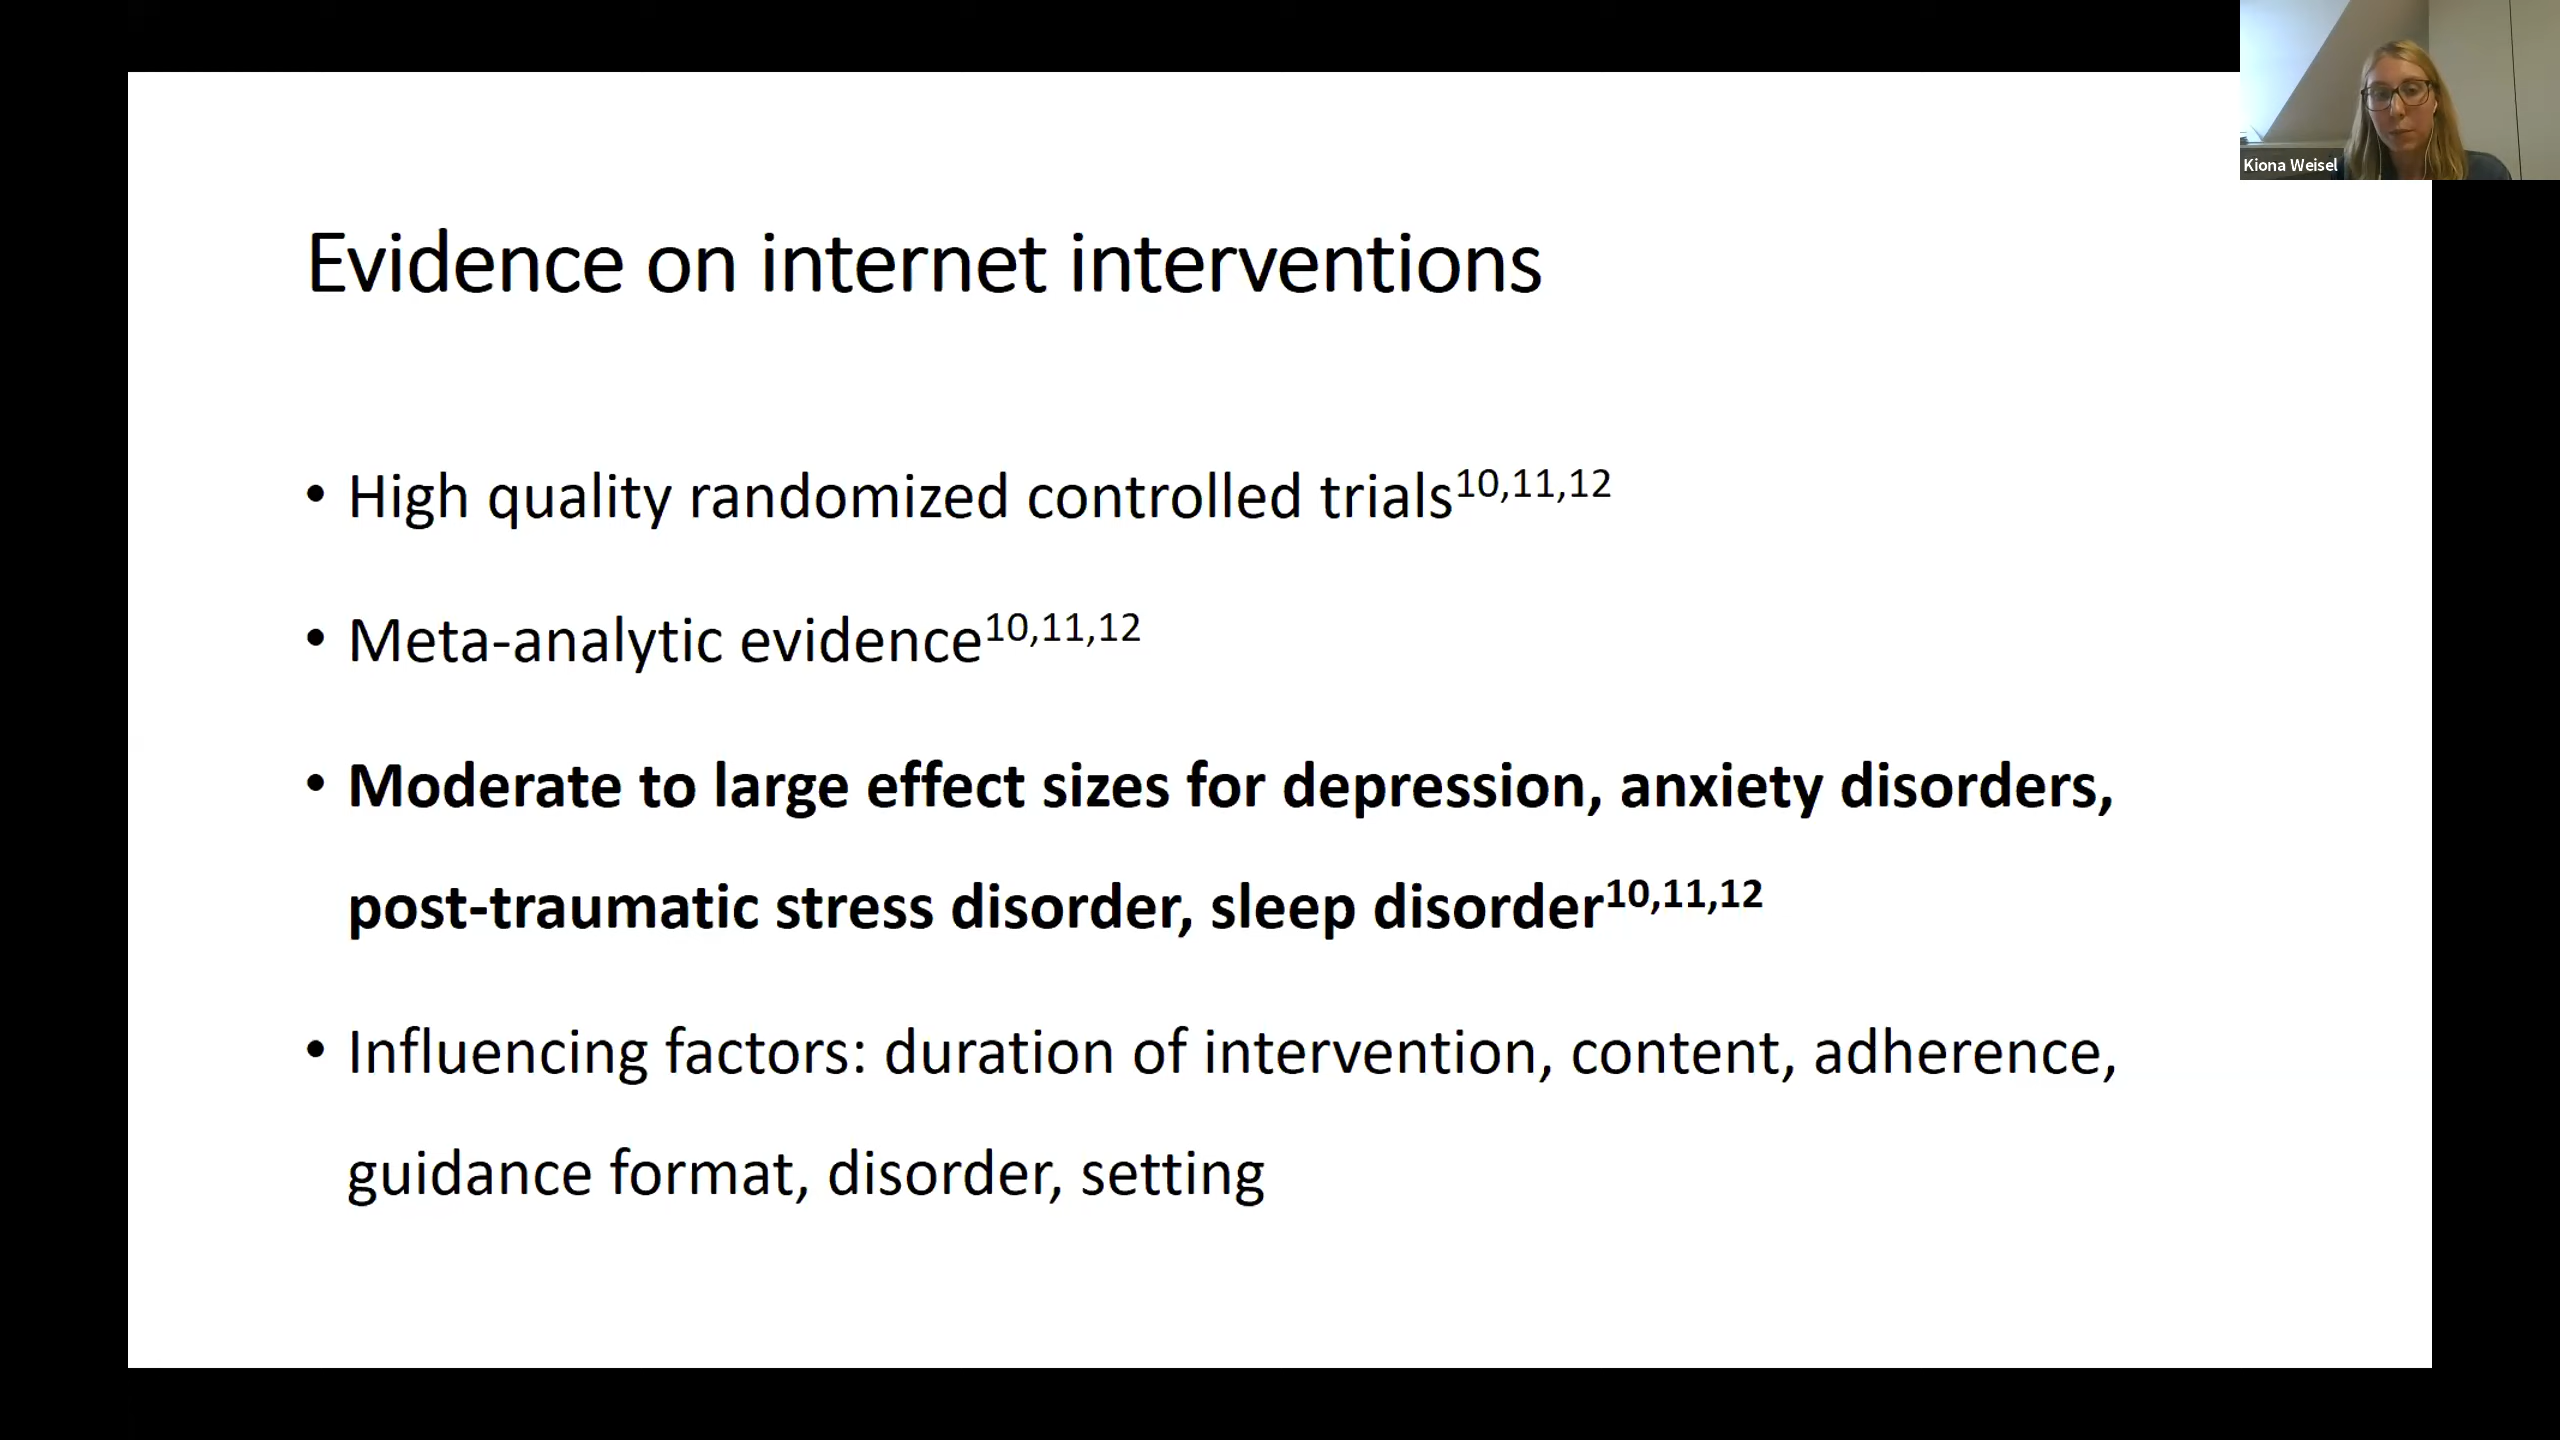 Kiona Weisel
Evidence on internet interventions
• High quality randomized controlled trials10,11,12
• Meta-analytic evidence10,11,12
• Moderate to large effect sizes for depression, anxiety disorders,
post-traumatic stress disorder, sleep disorder10,11,12
• Influencing factors: duration of intervention, content, adherence,
guidance format, disorder, setting